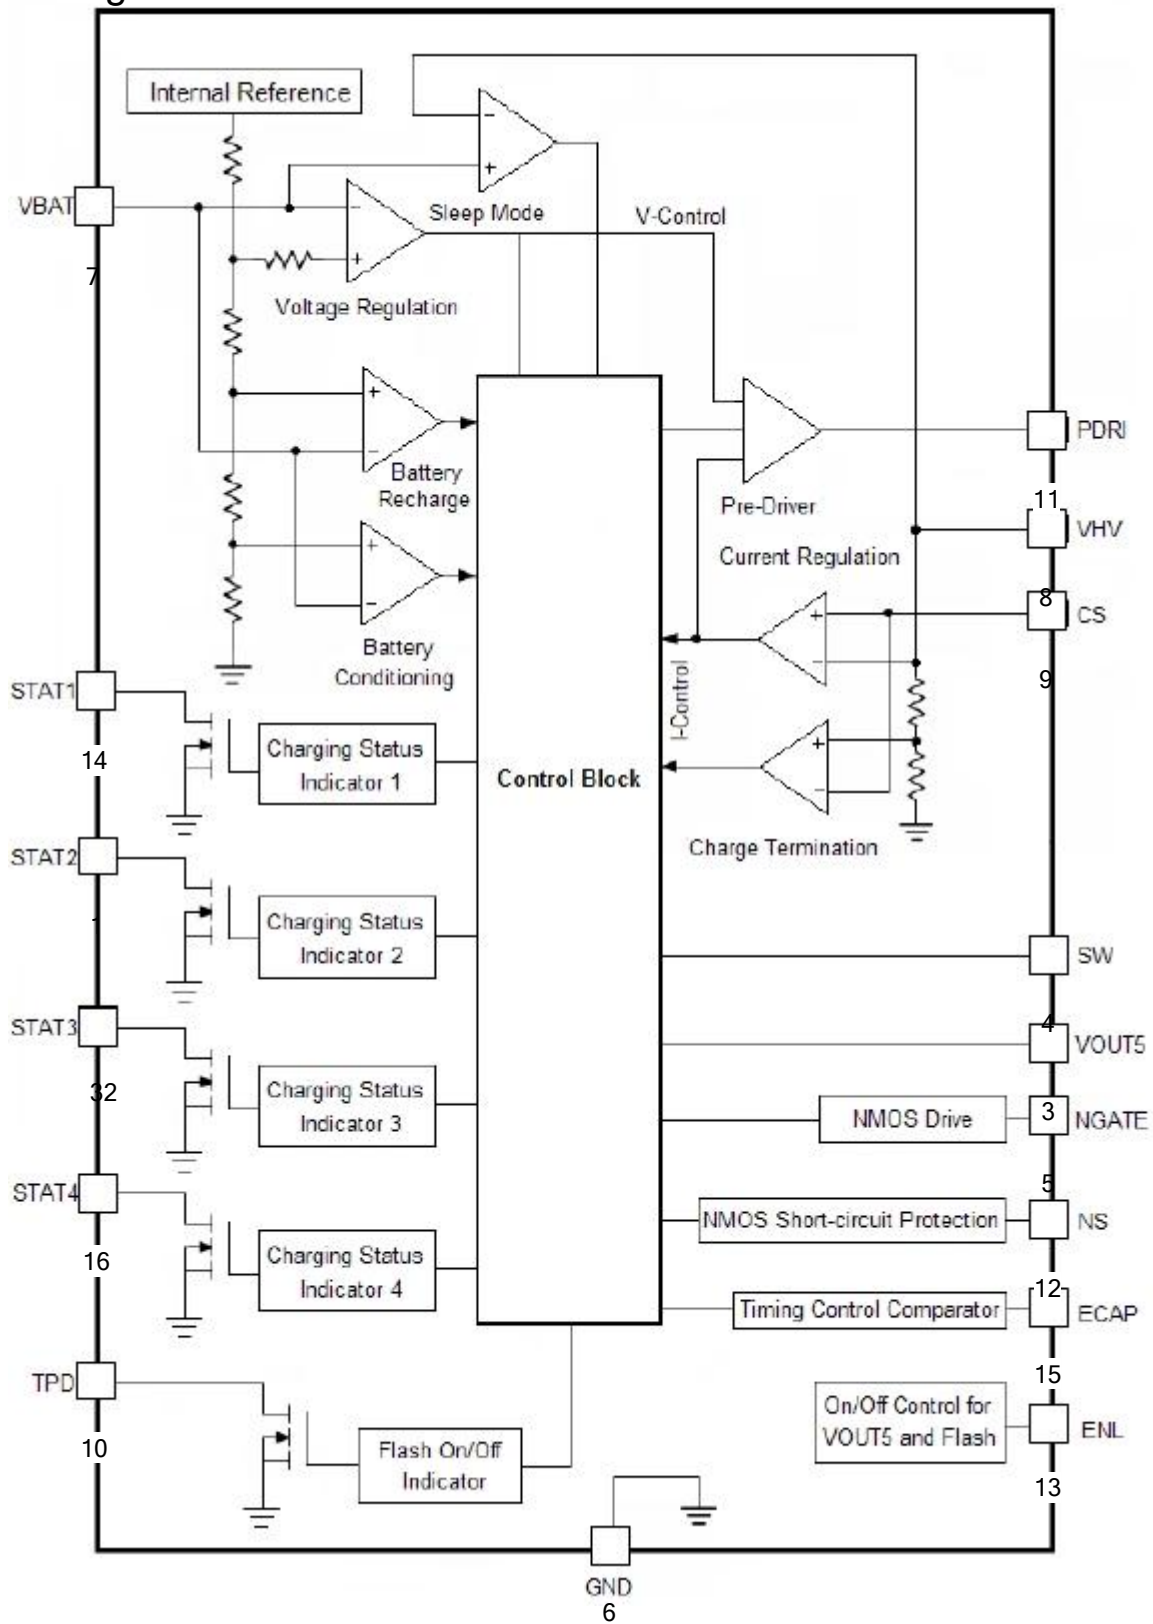 Internal Reference
-
+
VBAT
7
Sleep Mode
V-Control
-
+
Voltage Regulation
+
-
Battery
Recharge
PDRI
11
Pre-Driver
VHV
8
Current Regulation
+
-
Battery
Conditioning
+
-
CS
9
I-Control
STAT1
14
Charging Status
Indicator 1
Control Block
+
-
Charge Termination
STAT2
1
Charging Status
Indicator 2
SW
4
STAT3
32
Charging Status
Indicator 3
VOUT5
3
NMOS Drive
NGATE
5
STAT4
16
Charging Status
Indicator 4
NMOS Short-circuit Protection
NS
12
Timing Control Comparator
ECAP
15
TPD
10
Flash On/Off
Indicator
On/Off Control for
VOUT5 and Flash
ENL
13
GND
6